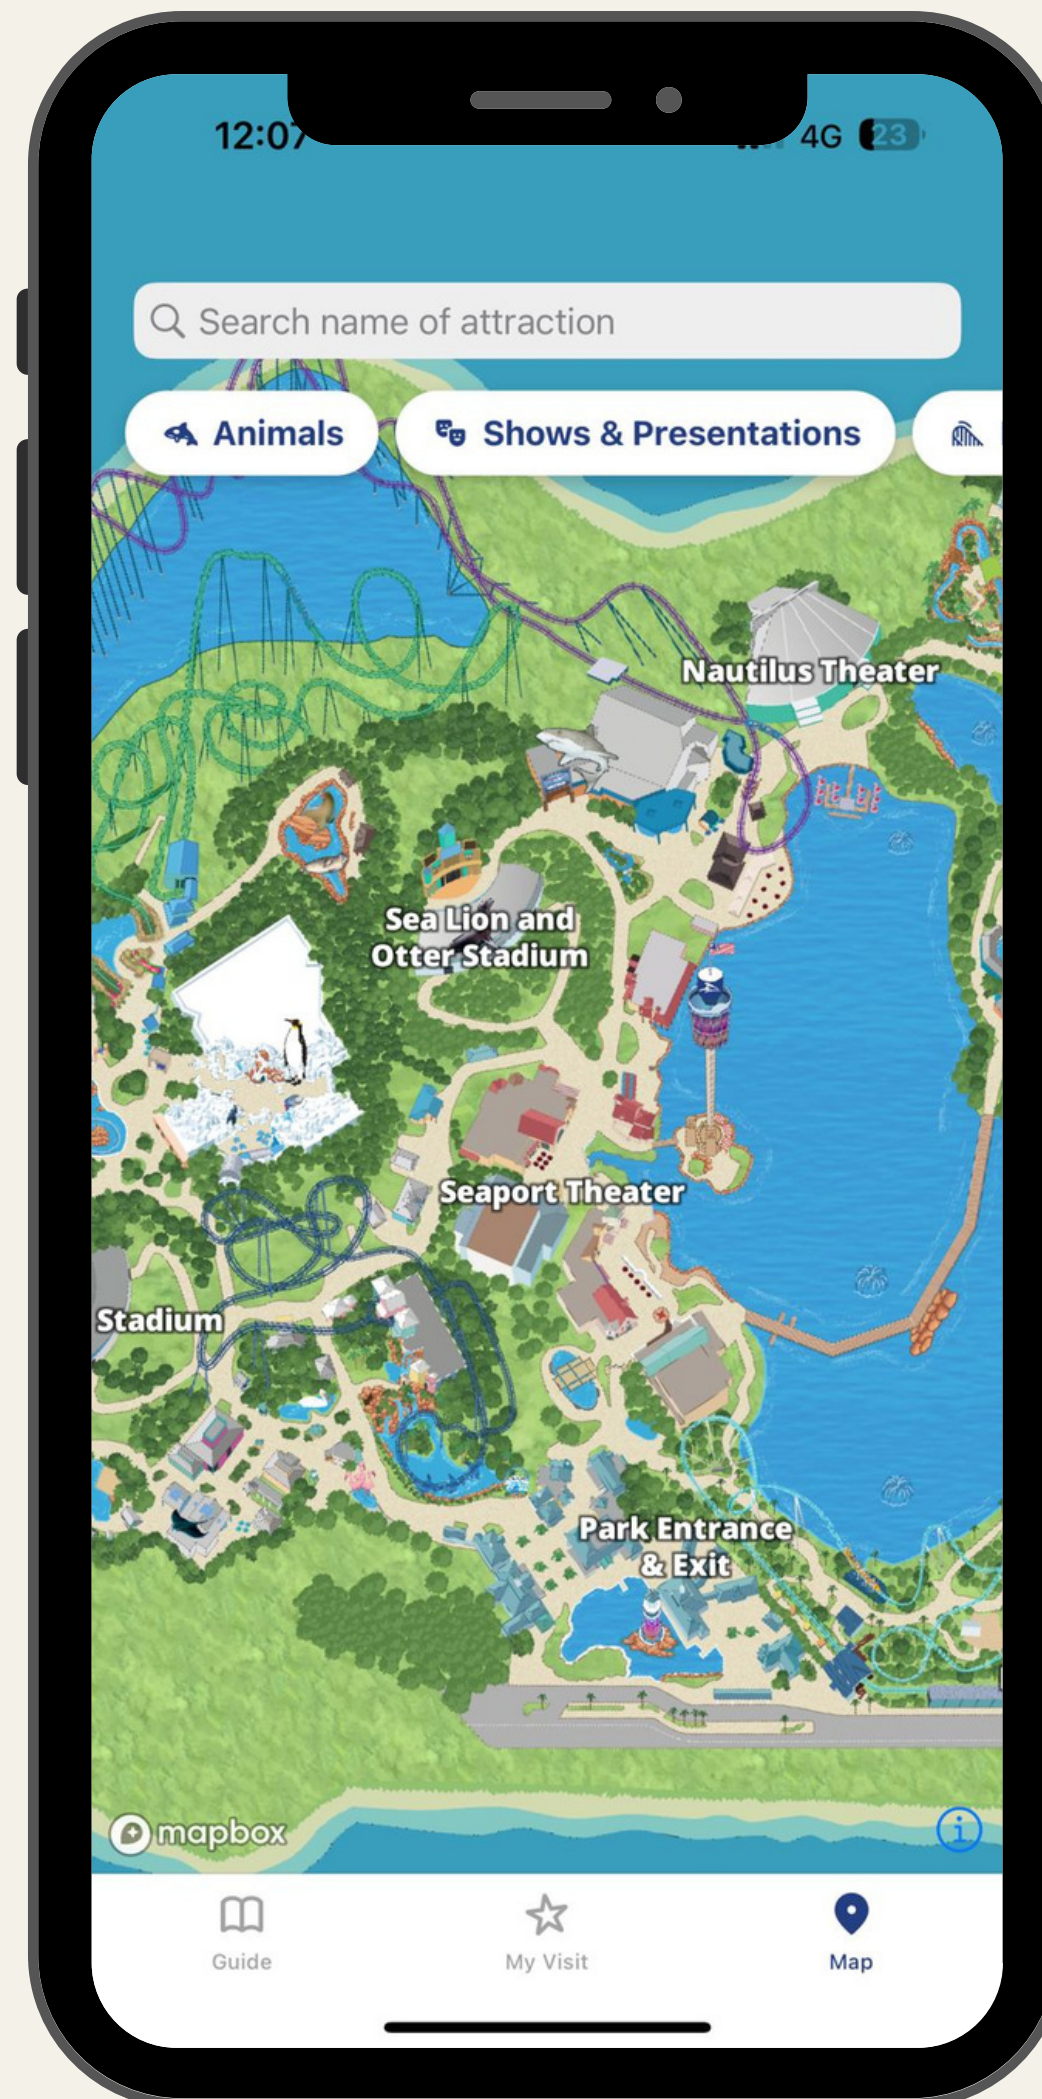 12:07
4G 23
Search name of attraction
Animals
Shows & Presentations
Nautilus Theater
Sea Lion and
Otter Stadium
Seaport Theater
Stadium
Park Entrance
& Exit
mapbox
Guide
My Visit
Map